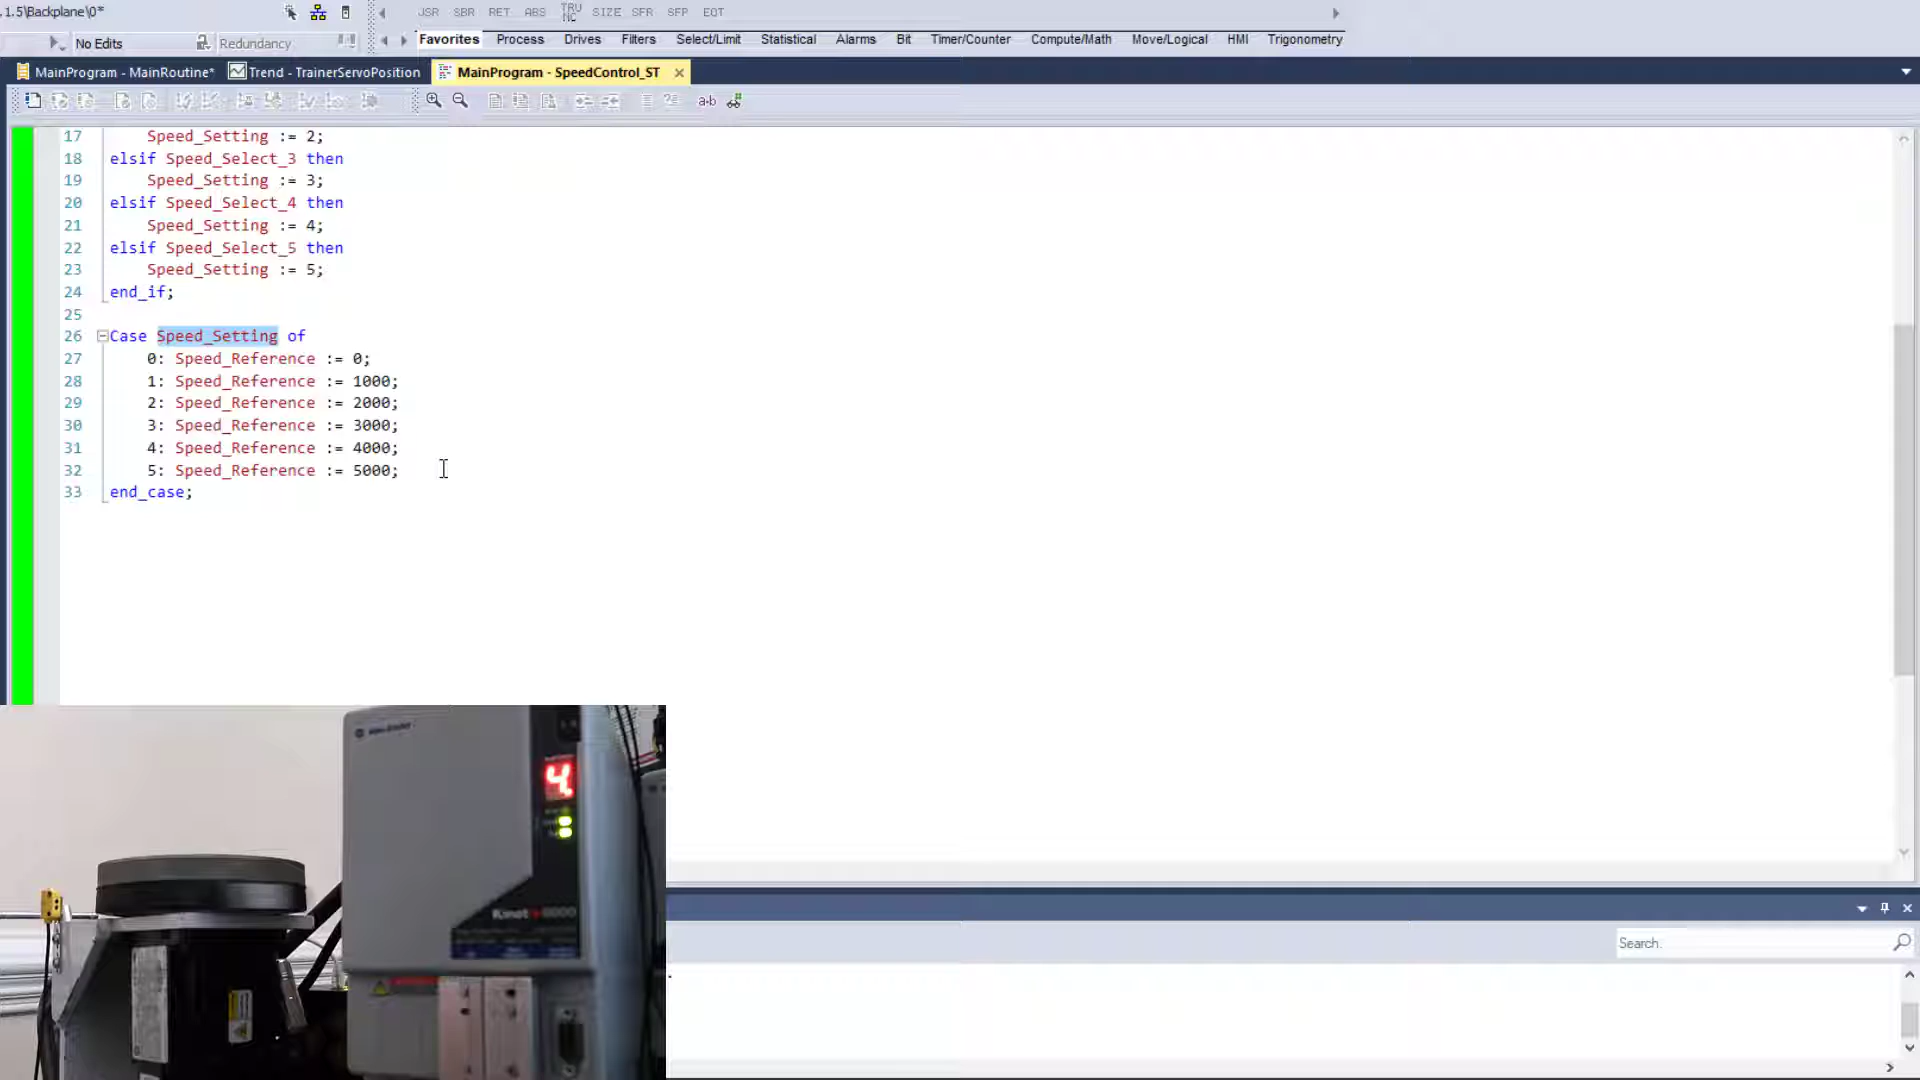 .1.5\Backplane\0*
JSR SBR RET ABS TRU NC SIZE SFR SFP EOT
No Edits
Redundancy
Favorites Process Drives Filters Select/Limit Statistical Alarms Bit Timer/Counter Compute/Math Move/Logical HMI Trigonometry
MainProgram - MainRoutine* Trend - TrainerServoPosition MainProgram - SpeedControl_ST
a-b
17 Speed_Setting := 2;
18 elsif Speed_Select_3 then
19 Speed_Setting := 3;
20 elsif Speed_Select_4 then
21 Speed_Setting := 4;
22 elsif Speed_Select_5 then
23 Speed_Setting := 5;
24 end_if;
25
26 Case Speed_Setting of
27 0: Speed_Reference := 0;
28 1: Speed_Reference := 1000;
29 2: Speed_Reference := 2000;
30 3: Speed_Reference := 3000;
31 4: Speed_Reference := 4000;
32 5: Speed_Reference := 5000;
33 end_case;
4.
Search.